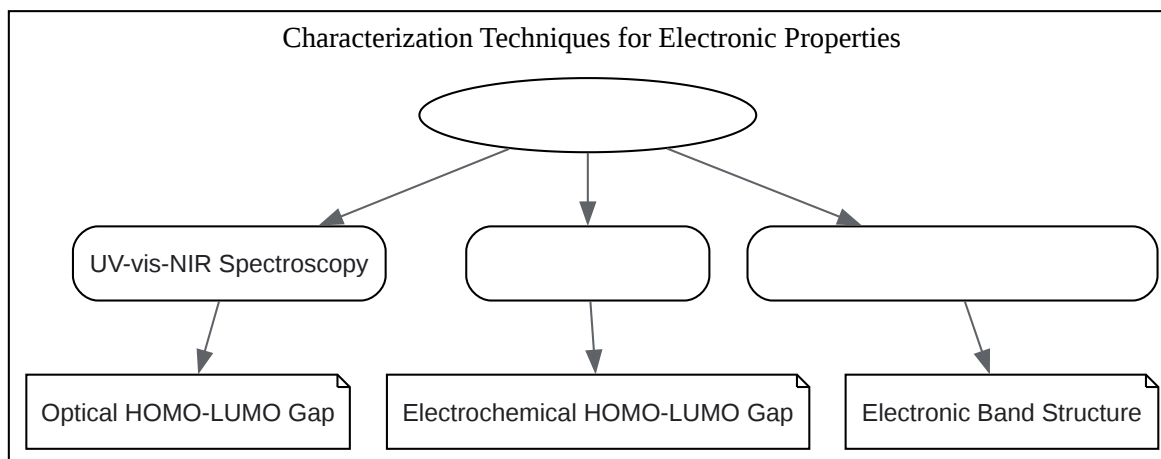 Characterization Techniques for Electronic Properties
UV-vis-NIR Spectroscopy
Optical HOMO-LUMO Gap
Electrochemical HOMO-LUMO Gap
Electronic Band Structure